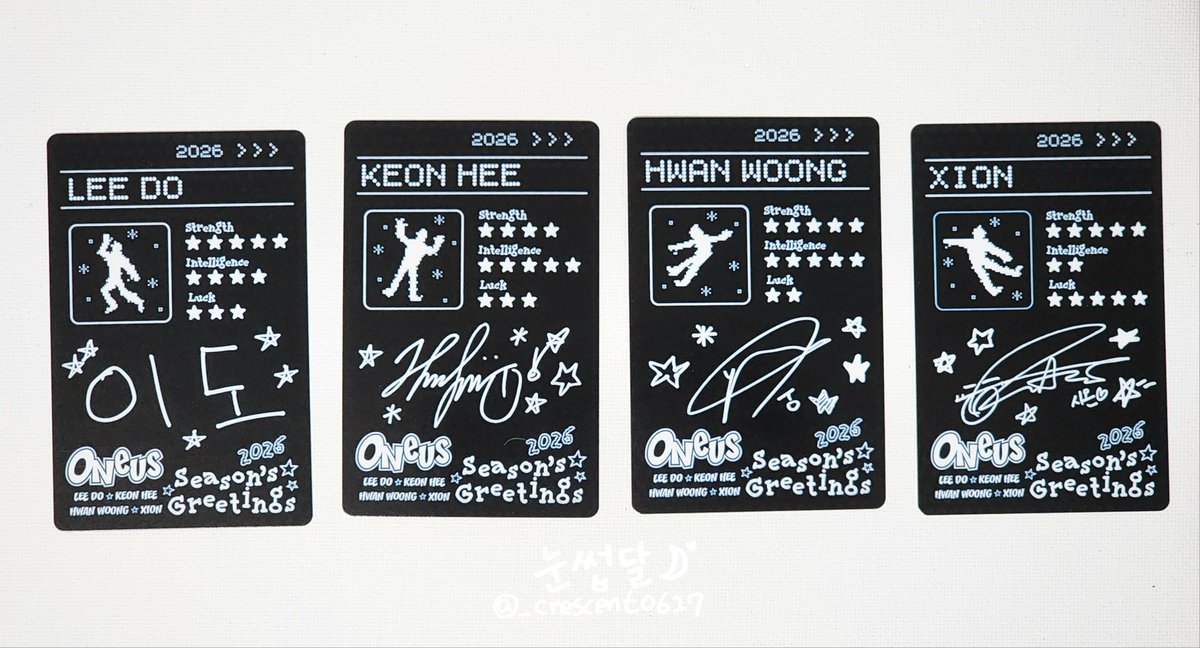 2026 >>>
LEE DO
Strength
Intelligence
Luck
이도
ONEUS
LEE DO ☆ KEON HEE
HWAN WOONG ☆ XION
2026
Season's
Greetings
2026 >>>
KEON HEE
Strength
Intelligence
Luck
ONEUS
LEE DO ☆ KEON HEE
HWAN WOONG ☆ XION
2026
Season's
Greetings
2026 >>>
HWAN WOONG
Strength
Intelligence
Luck
웅
ONEUS
LEE DO ☆ KEON HEE
HWAN WOONG ☆ XION
2026
Season's
Greetings
2026 >>>
XION
Strength
Intelligence
Luck
시온♡
ONEUS
LEE DO ☆ KEON HEE
HWAN WOONG ☆ XION
2026
Season's
Greetings
눈썹달
@_crescent0627